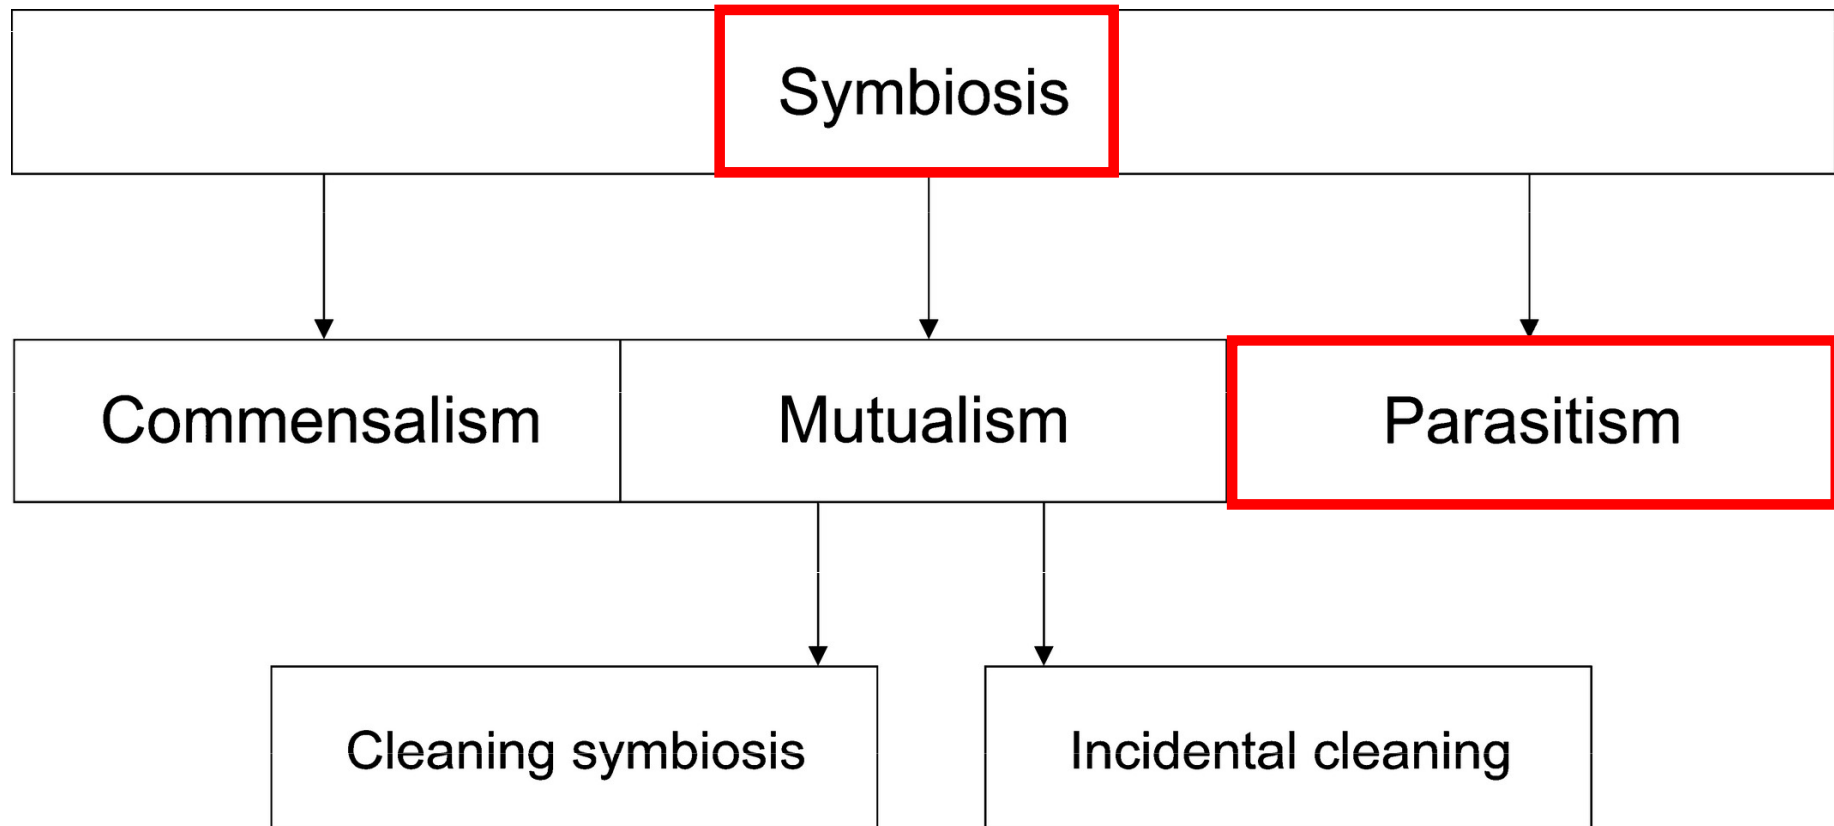 Symbiosis
Commensalism
Mutualism
Parasitism
Cleaning symbiosis
Incidental cleaning